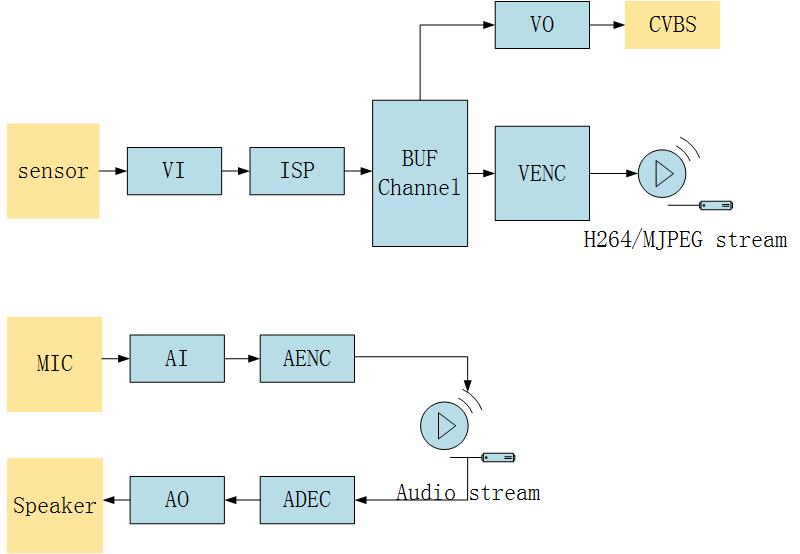 VO
CVBS
sensor
VI
ISP
BUF
Channel
VENC
H264/MJPEG stream
MIC
AI
AENC
Audio stream
Speaker
AO
ADEC